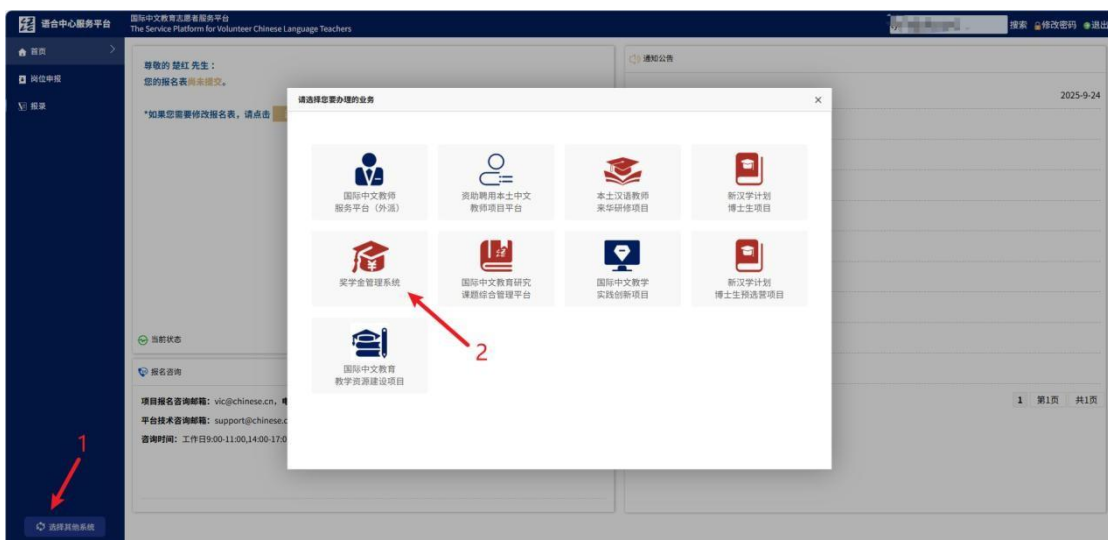 语合中心服务平台
国际中文教育志愿者服务平台
The Service Platform for Volunteer Chinese Language Teachers
搜索 修改密码 退出
首页
岗位申报
报录
尊敬的 楚红 先生：
您的报名表尚未提交。
*如果您需要修改报名表，请点击
通知公告
2025-9-24
请选择您要办理的业务 ×
国际中文教师
服务平台（外派）
资助聘用本土中文
教师项目平台
本土汉语教师
来华研修项目
新汉学计划
博士生项目
奖学金管理系统
国际中文教育研究
课题综合管理平台
国际中文教学
实践创新项目
新汉学计划
博士生预选营项目
国际中文教育
教学资源建设项目
2
当前状态
报名咨询
项目报名咨询邮箱：vic@chinese.cn，
平台技术咨询邮箱：support@chinese.c
咨询时间：工作日9:00-11:00,14:00-17:0
1 第1页 共1页
1
选择其他系统